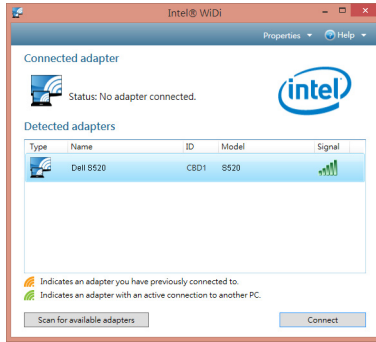 Intel® WiDi
Properties Help
Connected adapter
Status: No adapter connected.
intel
Detected adapters
Type Name ID Model Signal
Dell S520 CBD1 S520
Indicates an adapter you have previously connected to.
Indicates an adapter with an active connection to another PC.
Scan for available adapters Connect